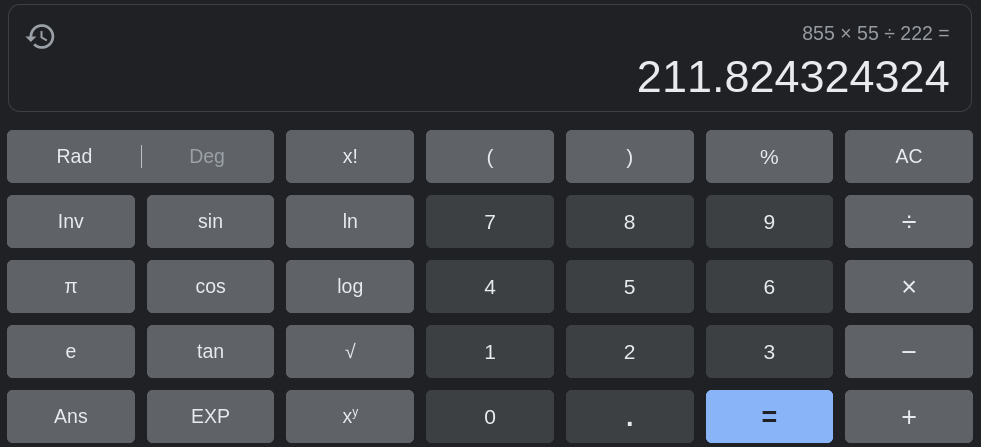 855 × 55 ÷ 222 =
211.824324324
Rad | Deg x! ( ) % AC
Inv sin ln 7 8 9 ÷
π cos log 4 5 6 ×
e tan √ 1 2 3 −
Ans EXP xʸ 0 . = +